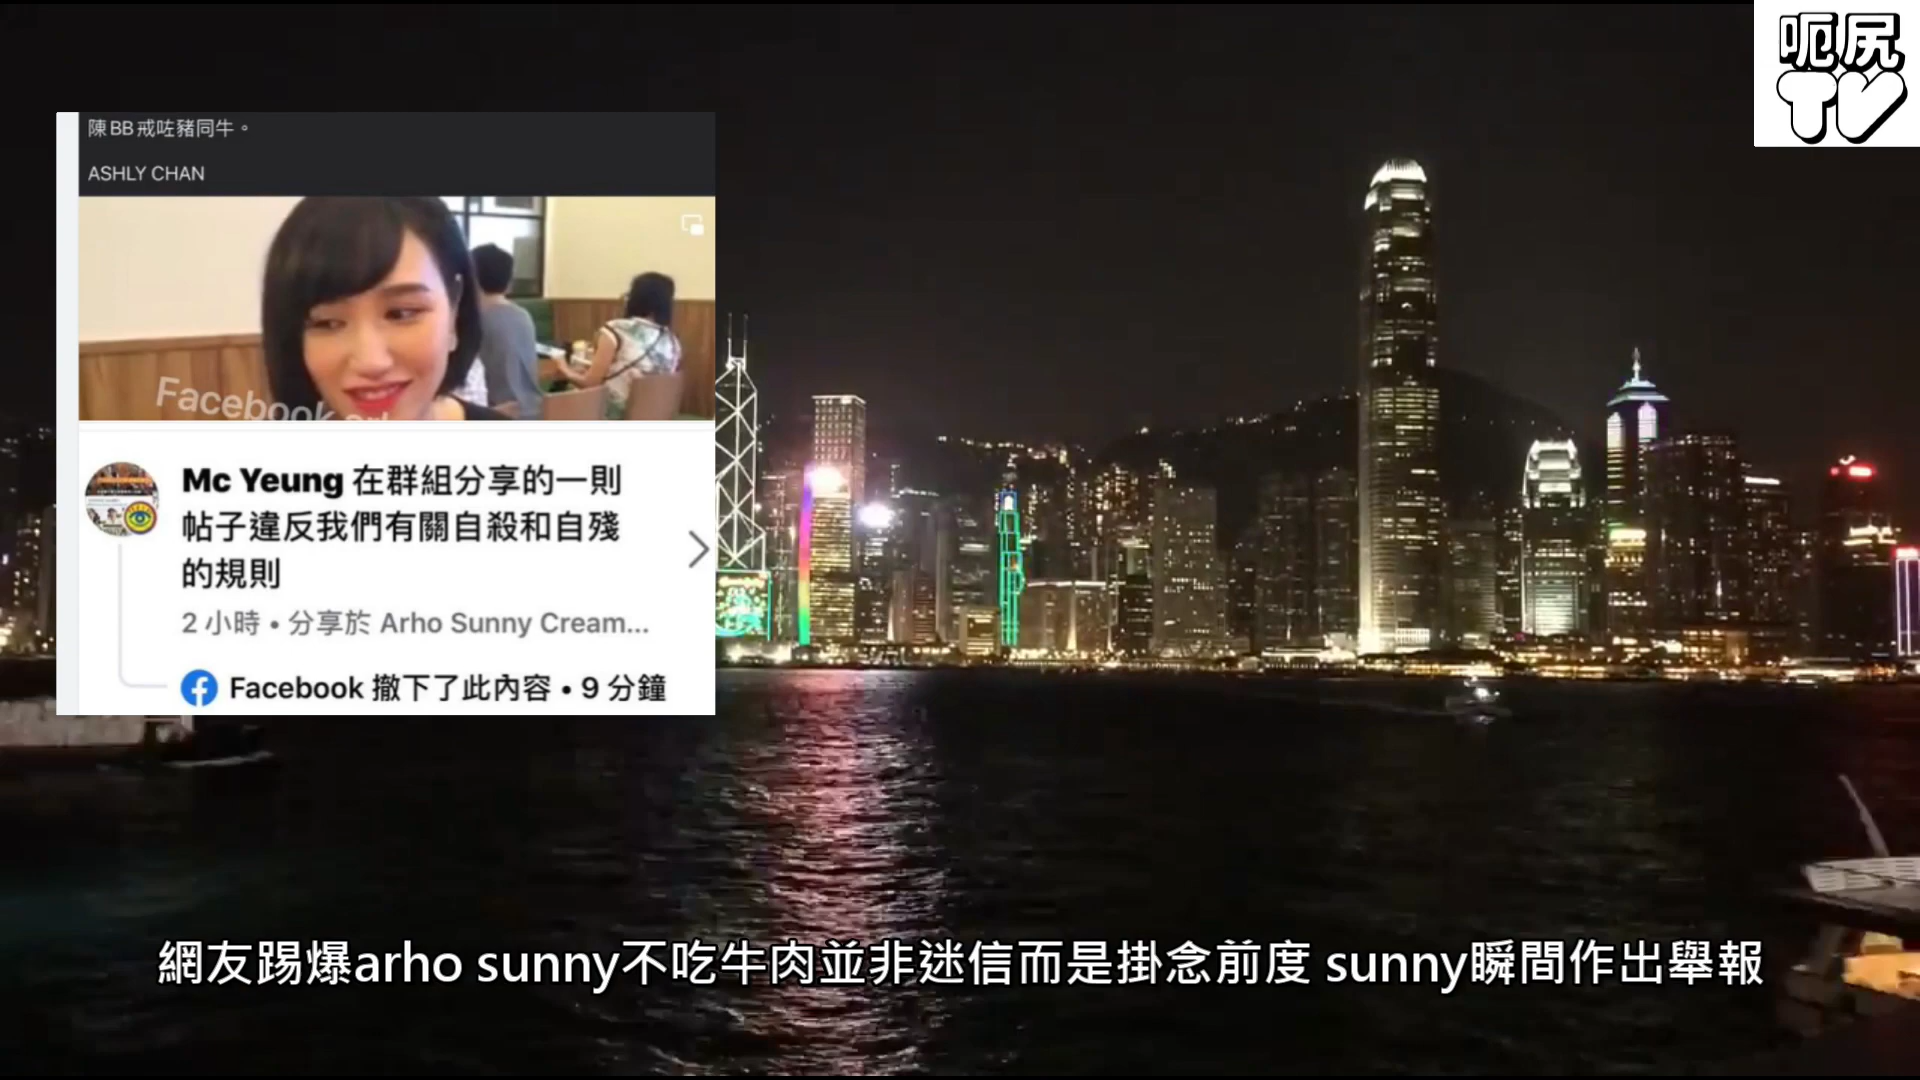 呃尻
TV
陳BB戒咗豬同牛。
ASHLY CHAN
Facebook
Mc Yeung 在群組分享的一則
帖子違反我們有關自殺和自殘
的規則
2 小時 • 分享於 Arho Sunny Cream...
Facebook 撤下了此內容 • 9 分鐘
網友踢爆arho sunny不吃牛肉並非迷信而是掛念前度 sunny瞬間作出舉報